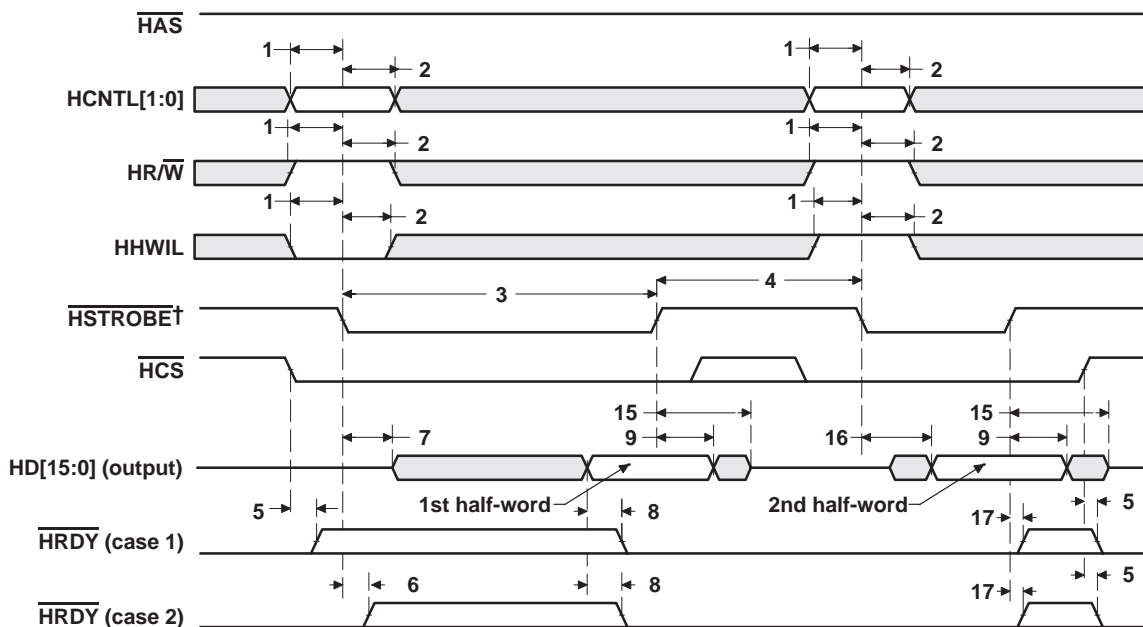 HAS
1 1
2 2
HCNTL[1:0]
1 1
2 2
HR/W
1 1
2 2
HHWIL
3 4
HSTROBE†
HCS
7 9 15 16 9 15
HD[15:0] (output)
1st half-word 2nd half-word
5 8 17 5
HRDY (case 1)
6 8 17 5
HRDY (case 2)